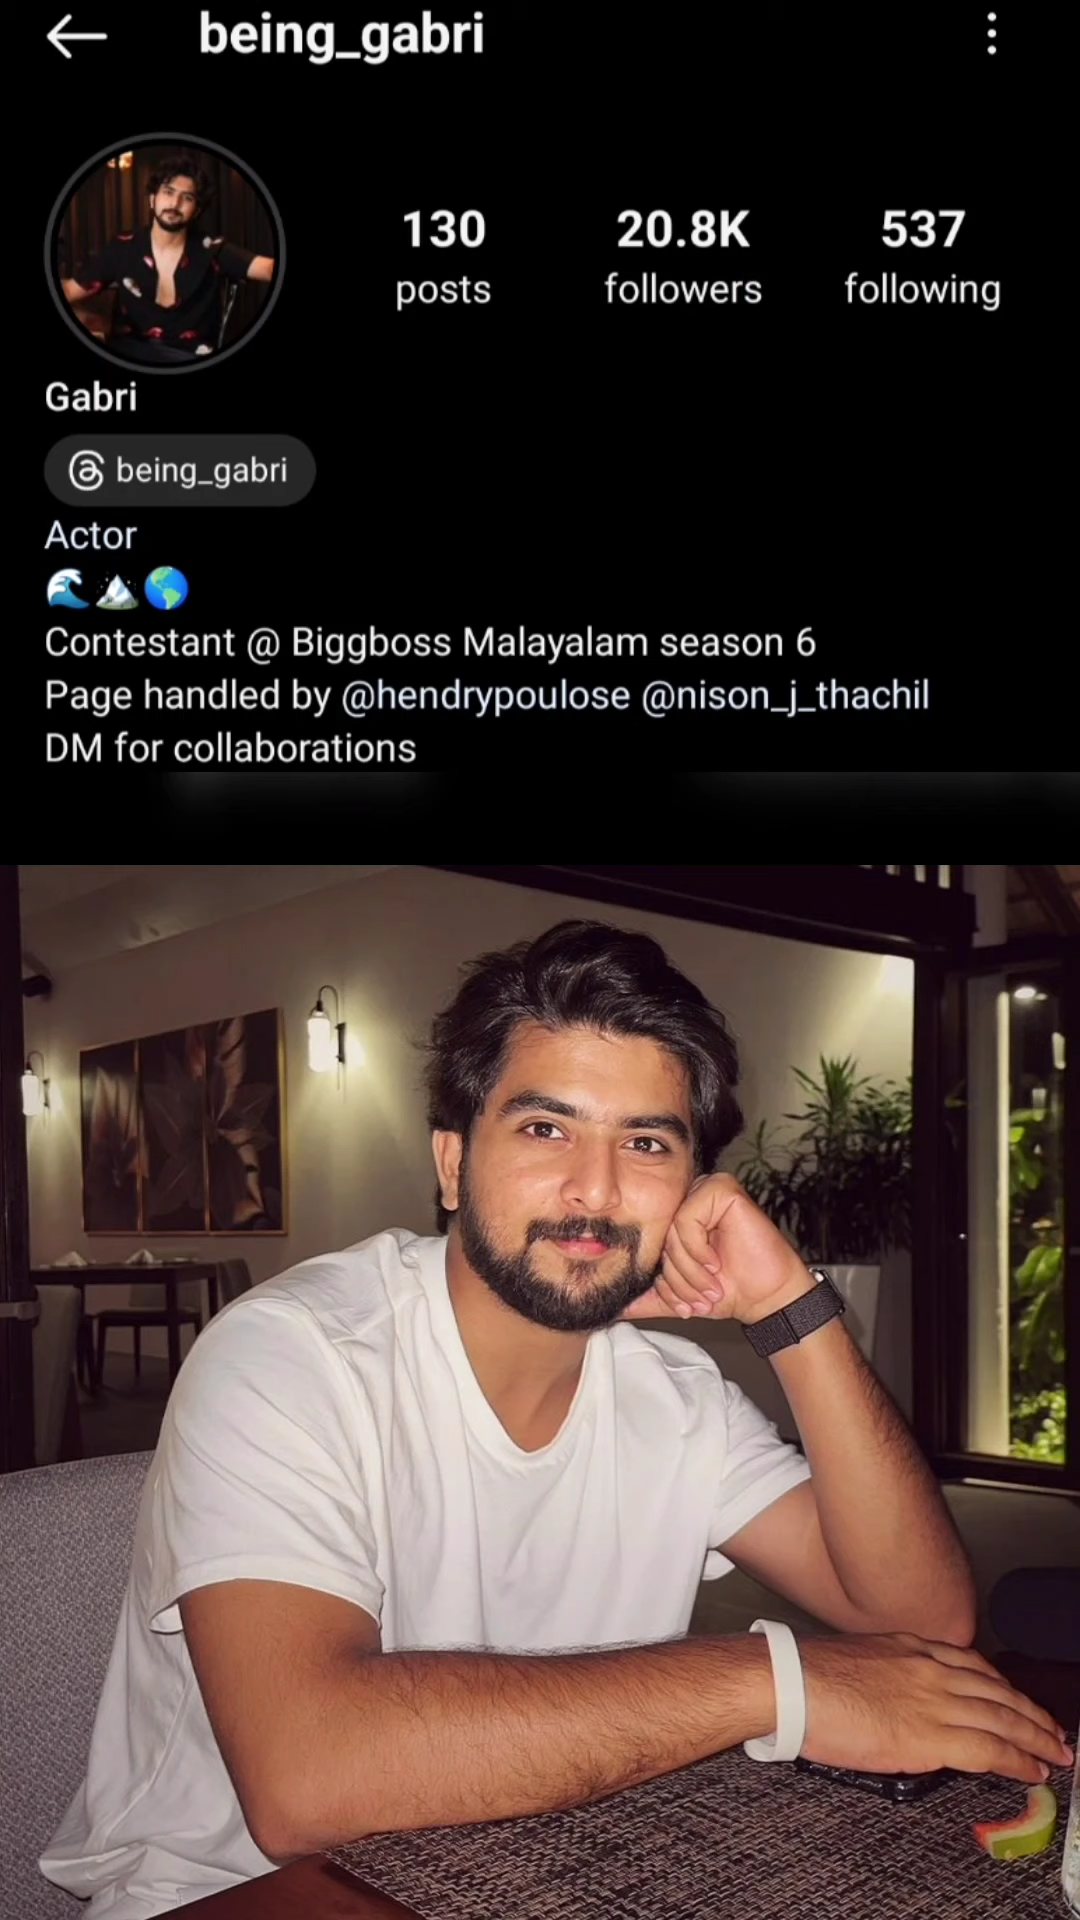 being_gabri
130 20.8K 537
posts followers following
Gabri
being_gabri
Actor
🌊🏔️🌎
Contestant @ Biggboss Malayalam season 6
Page handled by @hendrypoulose @nison_j_thachil
DM for collaborations